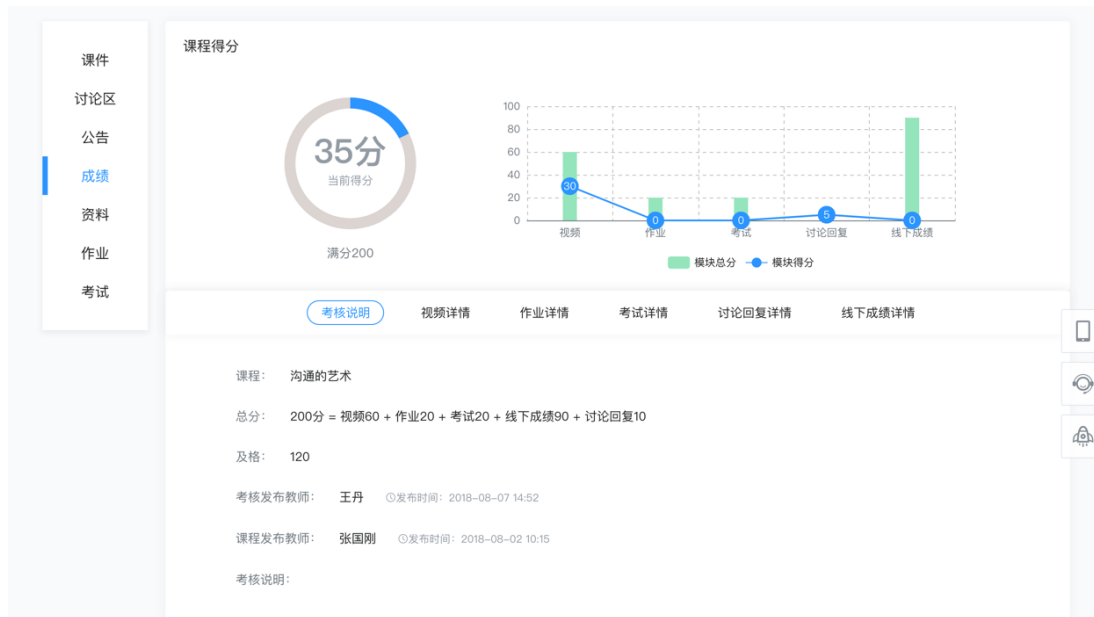 课件
讨论区
公告
成绩
资料
作业
考试
课程得分
35分
当前得分
满分200
100
80
60
40
20
0
30
0
0
5
0
视频
作业
考试
讨论回复
线下成绩
模块总分 模块得分
考核说明 视频详情 作业详情 考试详情 讨论回复详情 线下成绩详情
课程： 沟通的艺术
总分： 200分 = 视频60 + 作业20 + 考试20 + 线下成绩90 + 讨论回复10
及格： 120
考核发布教师： 王丹 发布时间：2018-08-07 14:52
课程发布教师： 张国刚 发布时间：2018-08-02 10:15
考核说明：